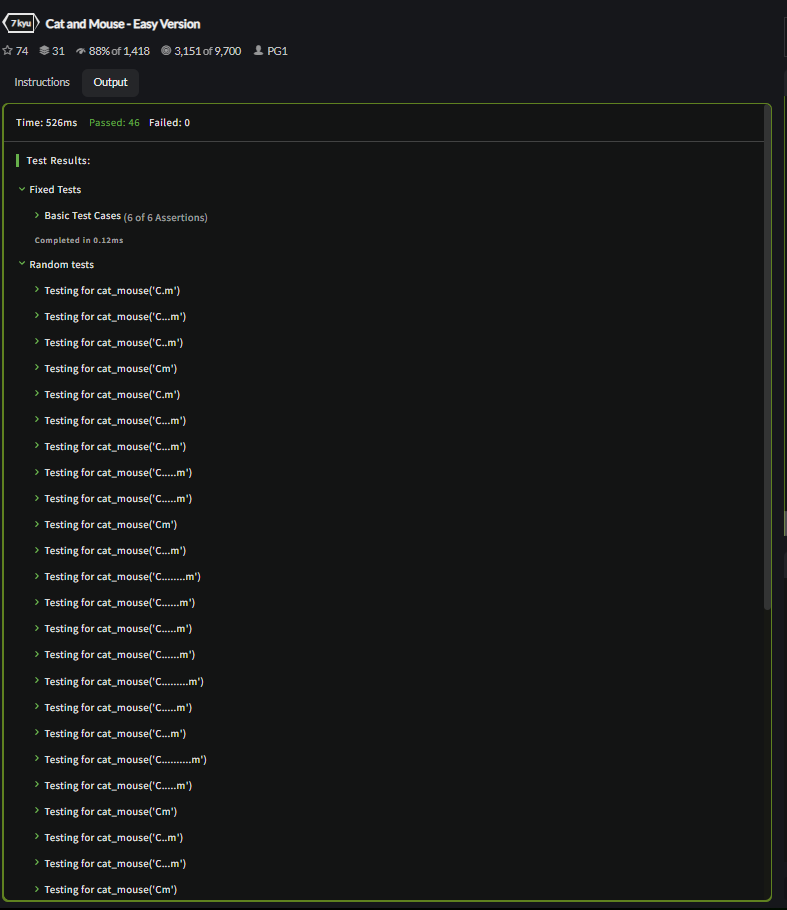 7 kyu Cat and Mouse - Easy Version
74 31 88% of 1,418 3,151 of 9,700 PG1
Instructions Output
Time: 526ms Passed: 46 Failed: 0
Test Results:
Fixed Tests
Basic Test Cases (6 of 6 Assertions)
Completed in 0.12ms
Random tests
Testing for cat_mouse('C.m')
Testing for cat_mouse('C...m')
Testing for cat_mouse('C..m')
Testing for cat_mouse('Cm')
Testing for cat_mouse('C.m')
Testing for cat_mouse('C...m')
Testing for cat_mouse('C...m')
Testing for cat_mouse('C.....m')
Testing for cat_mouse('C.....m')
Testing for cat_mouse('Cm')
Testing for cat_mouse('C...m')
Testing for cat_mouse('C........m')
Testing for cat_mouse('C......m')
Testing for cat_mouse('C.....m')
Testing for cat_mouse('C......m')
Testing for cat_mouse('C.........m')
Testing for cat_mouse('C.....m')
Testing for cat_mouse('C...m')
Testing for cat_mouse('C..........m')
Testing for cat_mouse('C.....m')
Testing for cat_mouse('Cm')
Testing for cat_mouse('C..m')
Testing for cat_mouse('C...m')
Testing for cat_mouse('Cm')